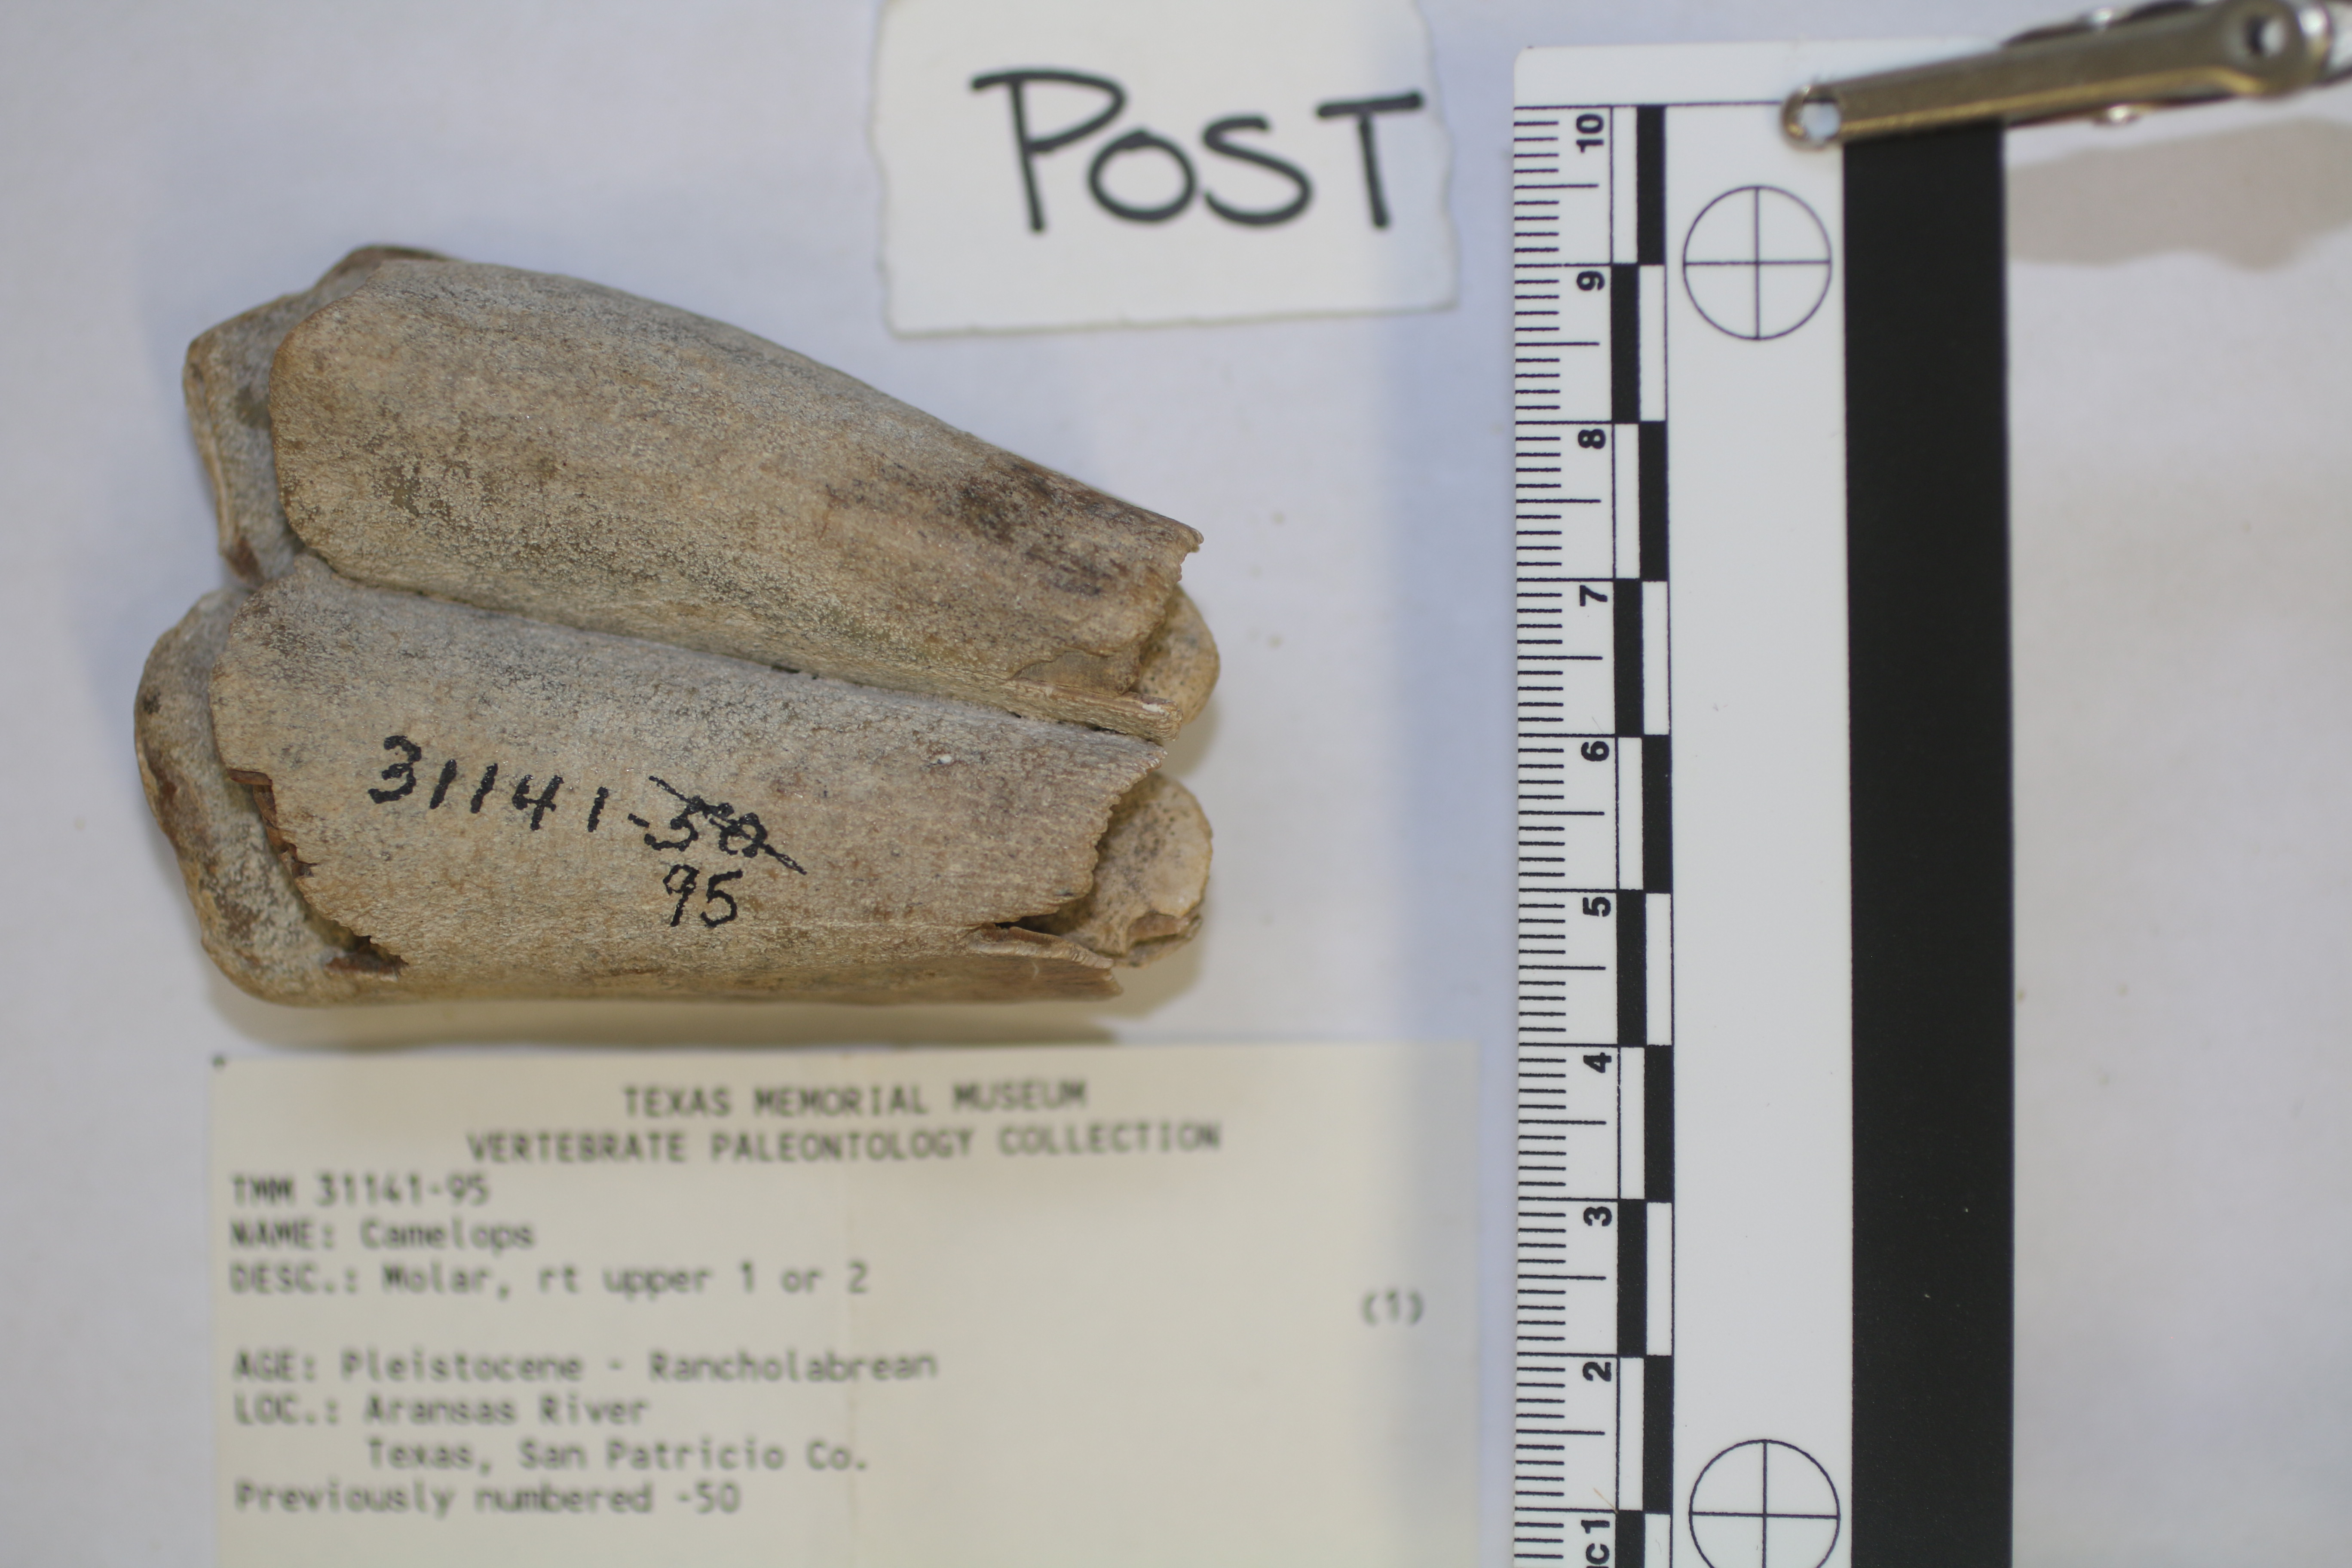 POST
10
9
8
7
6
5
4
3
2
1
31141-50
95
TEXAS MEMORIAL MUSEUM
VERTEBRATE PALEONTOLOGY COLLECTION
TMM 31141-95
NAME: Camelops
DESC.: Molar, rt upper 1 or 2
(1)
AGE: Pleistocene - Rancholabrean
LOC.: Aransas River
Texas, San Patricio Co.
Previously numbered -50